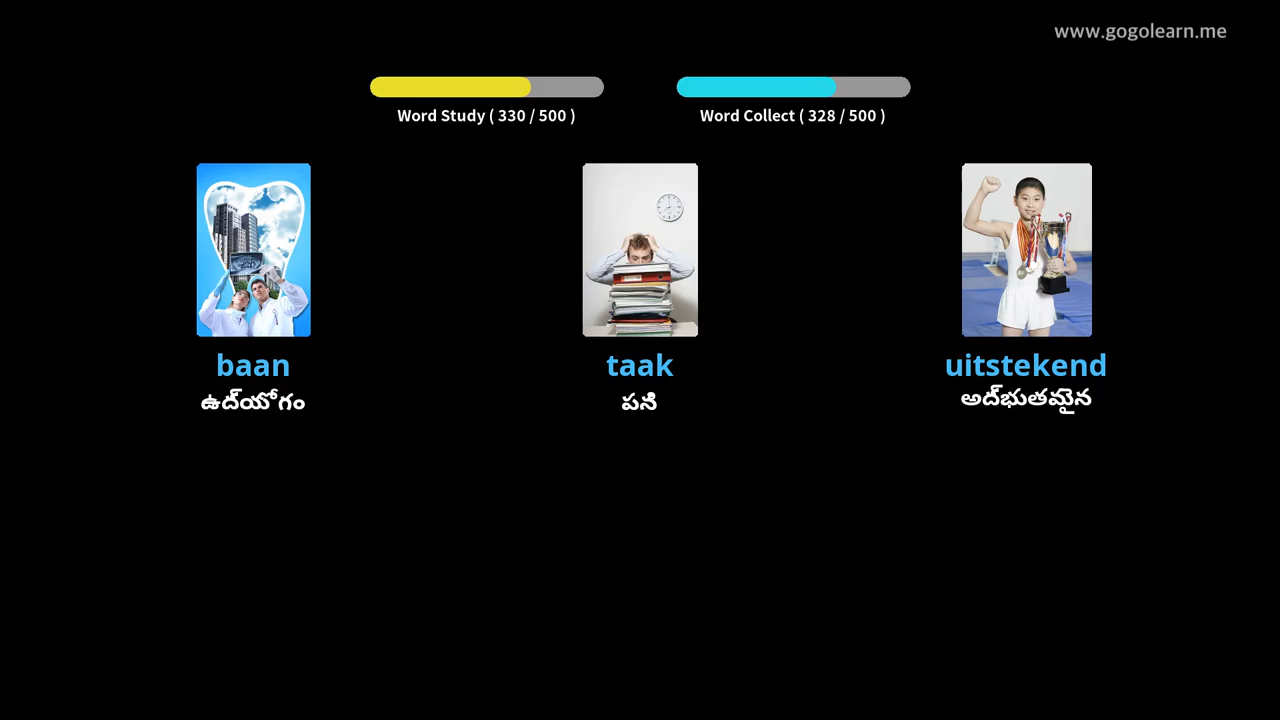 www.gogolearn.me
Word Study ( 330 / 500 )
Word Collect ( 328 / 500 )
baan
taak
uitstekend
ఉద్యోగం
పని
అద్భుతమైన